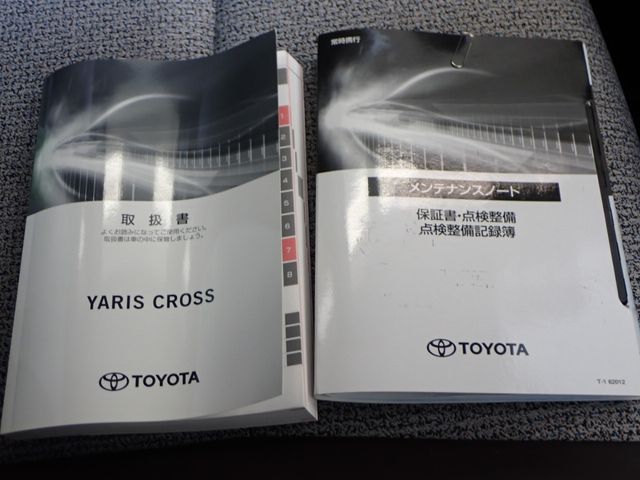 取扱書
よくお読みになってご使用ください。
取扱書は車の中に保管しましょう。
YARIS CROSS
TOYOTA
1
2
3
4
5
6
7
8
常時携行
メンテナンスノート
保証書・点検整備
点検整備記録簿
TOYOTA
T-1 62012